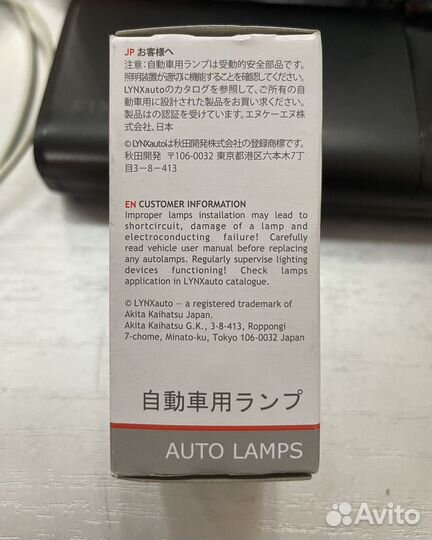 JP お客様へ
注意:自動車用ランプは受動的安全部品です。
照明装置が適切に機能することを確認してください。
LYNXautoのカタログを参照して、ご所有の自
動車用に設計された製品をお買い求ください。
製品はの認証を受けています。エヌケーエヌ株
式会社、日本
©LYNXautoは秋田開発株式会社の登録商標です。
秋田開発 〒106-0032 東京都港区六本木7丁
目3-8-413
EN CUSTOMER INFORMATION
Improper lamps installation may lead to
shortcircuit, damage of a lamp and
electroconducting failure! Carefully
read vehicle user manual before replacing
any autolamps. Regularly supervise lighting
devices functioning! Check lamps
application in LYNXauto catalogue.
© LYNXauto – a registered trademark of
Akita Kaihatsu Japan.
Akita Kaihatsu G.K., 3-8-413, Roppongi
7-chome, Minato-ku, Tokyo 106-0032 Japan
自動車用ランプ
AUTO LAMPS
Avito